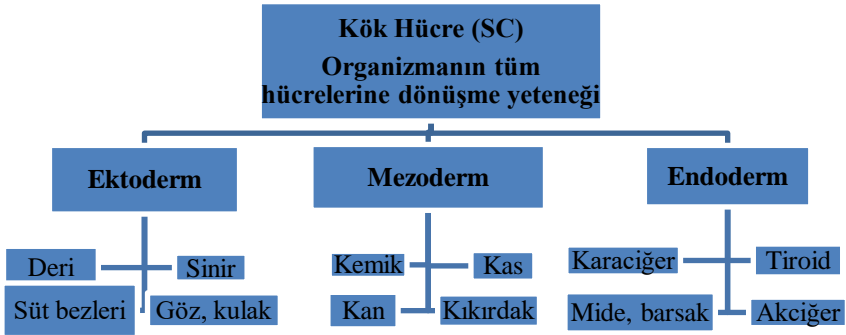 Kök Hücre (SC)
Organizmanın tüm
hücrelerine dönüşme yeteneği
Ektoderm
Mezoderm
Endoderm
Deri
Sinir
Süt bezleri
Göz, kulak
Kemik
Kas
Kan
Kıkırdak
Karaciğer
Tiroid
Mide, barsak
Akciğer